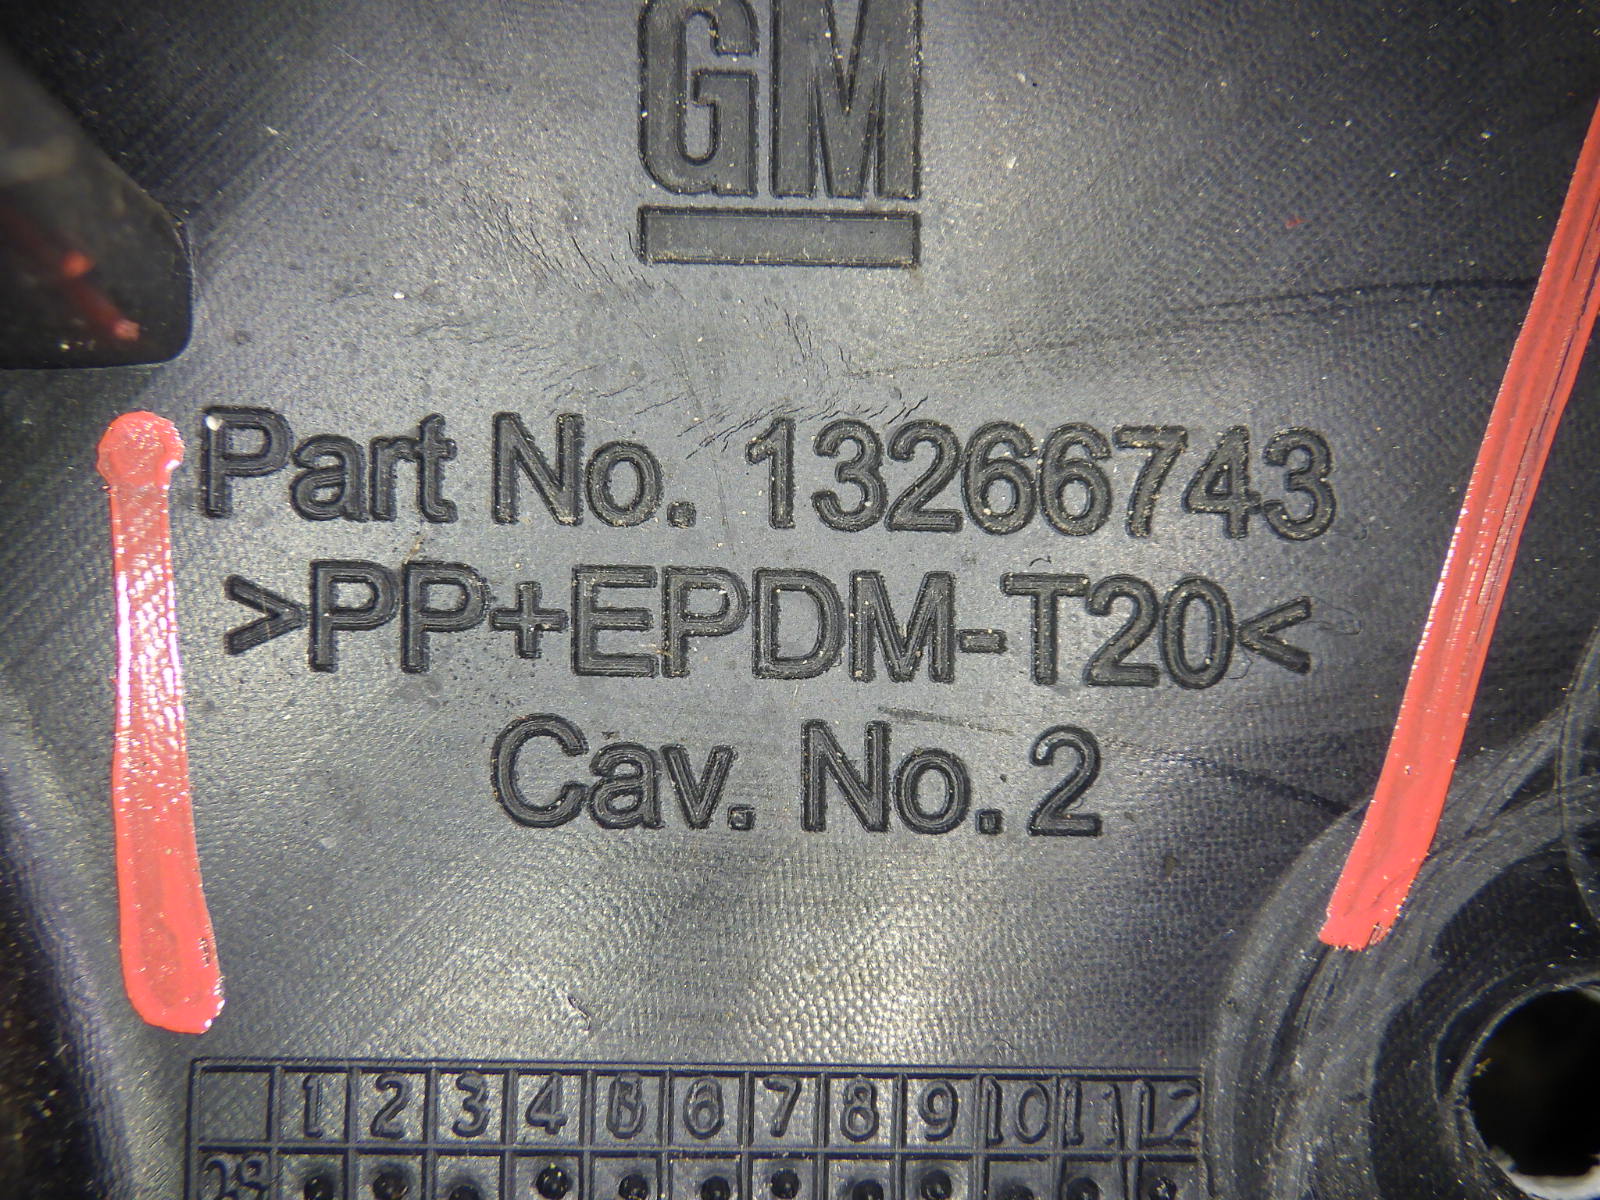 GM
Part No. 13266743
>PP+EPDM-T20<
Cav. No. 2
1 2 3 4 5 6 7 8 9 10 11 12